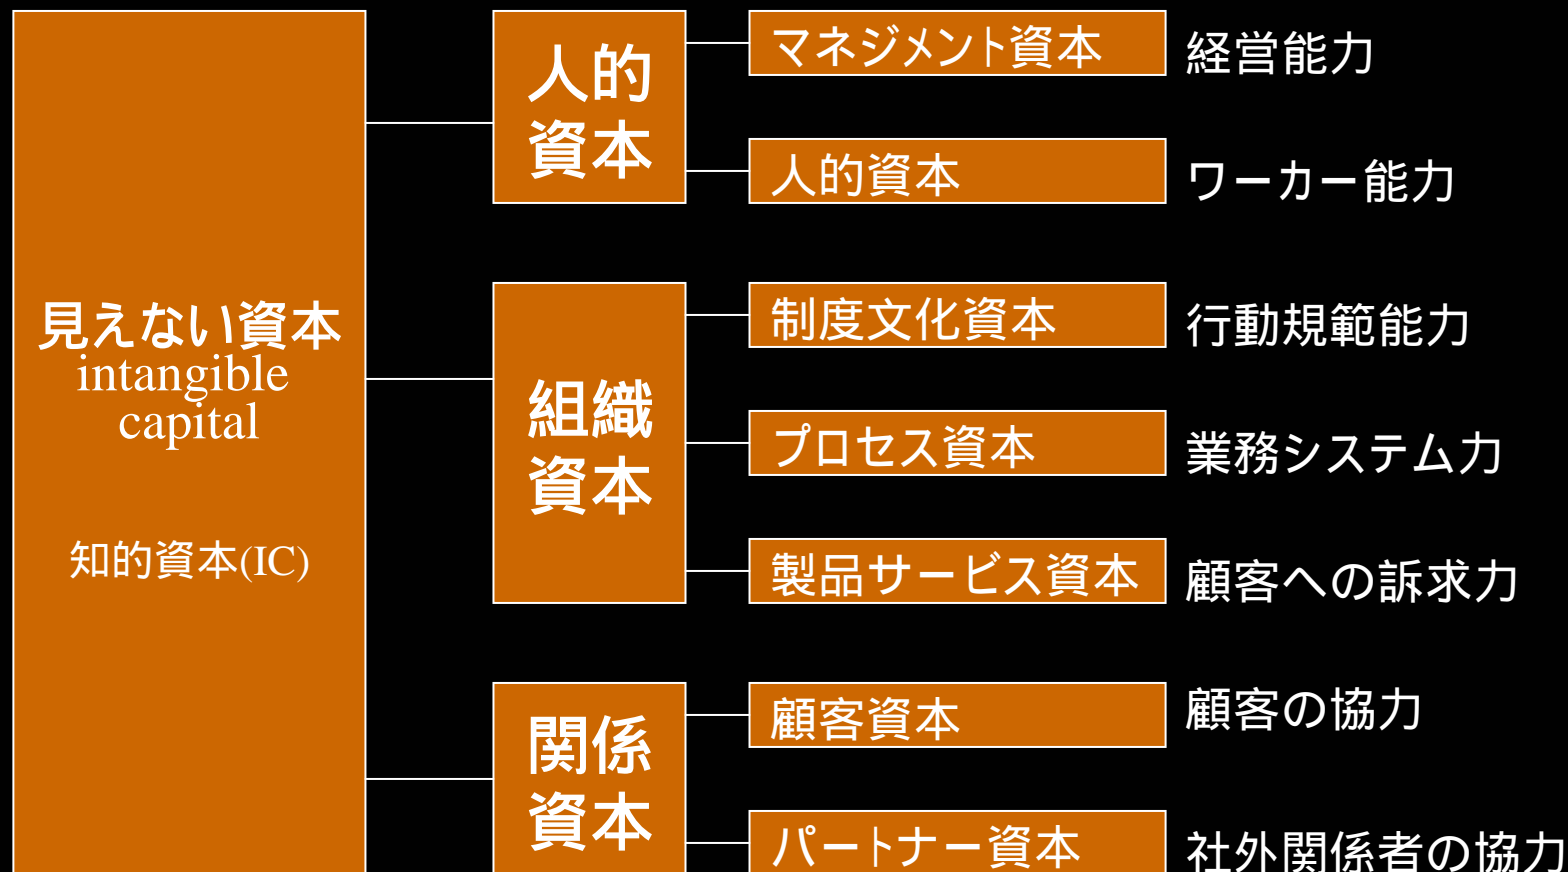 見えない資本
intangible
capital
知的資本(IC)
人的
資本
マネジメント資本
経営能力
人的資本
ワーカー能力
組織
資本
制度文化資本
行動規範能力
プロセス資本
業務システム力
製品サービス資本
顧客への訴求力
関係
資本
顧客資本
顧客の協力
パートナー資本
社外関係者の協力